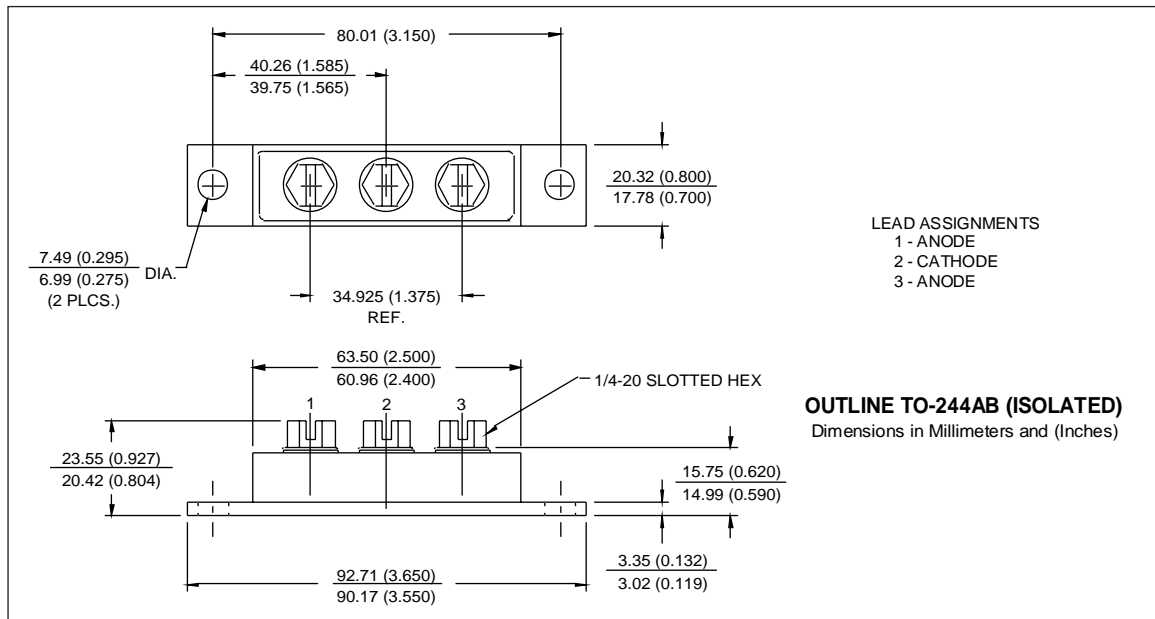 80.01 (3.150)
40.26 (1.585)
39.75 (1.565)
20.32 (0.800)
17.78 (0.700)
LEAD ASSIGNMENTS
1 - ANODE
2 - CATHODE
3 - ANODE
7.49 (0.295)
6.99 (0.275)
DIA.
(2 PLCS.)
34.925 (1.375)
REF.
63.50 (2.500)
60.96 (2.400)
1/4-20 SLOTTED HEX
1 2 3
OUTLINE TO-244AB (ISOLATED)
Dimensions in Millimeters and (Inches)
23.55 (0.927)
20.42 (0.804)
15.75 (0.620)
14.99 (0.590)
3.35 (0.132)
3.02 (0.119)
92.71 (3.650)
90.17 (3.550)